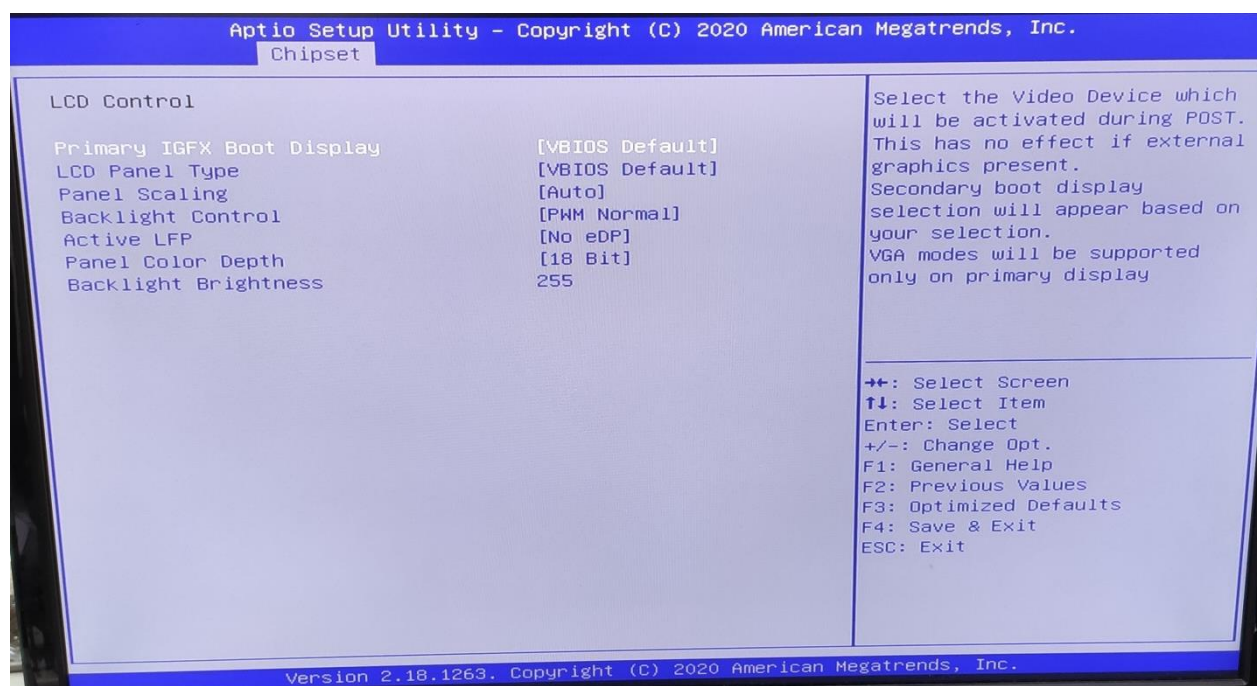 Aptio Setup Utility – Copyright (C) 2020 American Megatrends, Inc.
Chipset
LCD Control
Primary IGFX Boot Display [VBIOS Default]
LCD Panel Type [VBIOS Default]
Panel Scaling [Auto]
Backlight Control [PWM Normal]
Active LFP [No eDP]
Panel Color Depth [18 Bit]
Backlight Brightness 255
Select the Video Device which
will be activated during POST.
This has no effect if external
graphics present.
Secondary boot display
selection will appear based on
your selection.
VGA modes will be supported
only on primary display
→←: Select Screen
↑↓: Select Item
Enter: Select
+/-: Change Opt.
F1: General Help
F2: Previous Values
F3: Optimized Defaults
F4: Save & Exit
ESC: Exit
Version 2.18.1263. Copyright (C) 2020 American Megatrends, Inc.